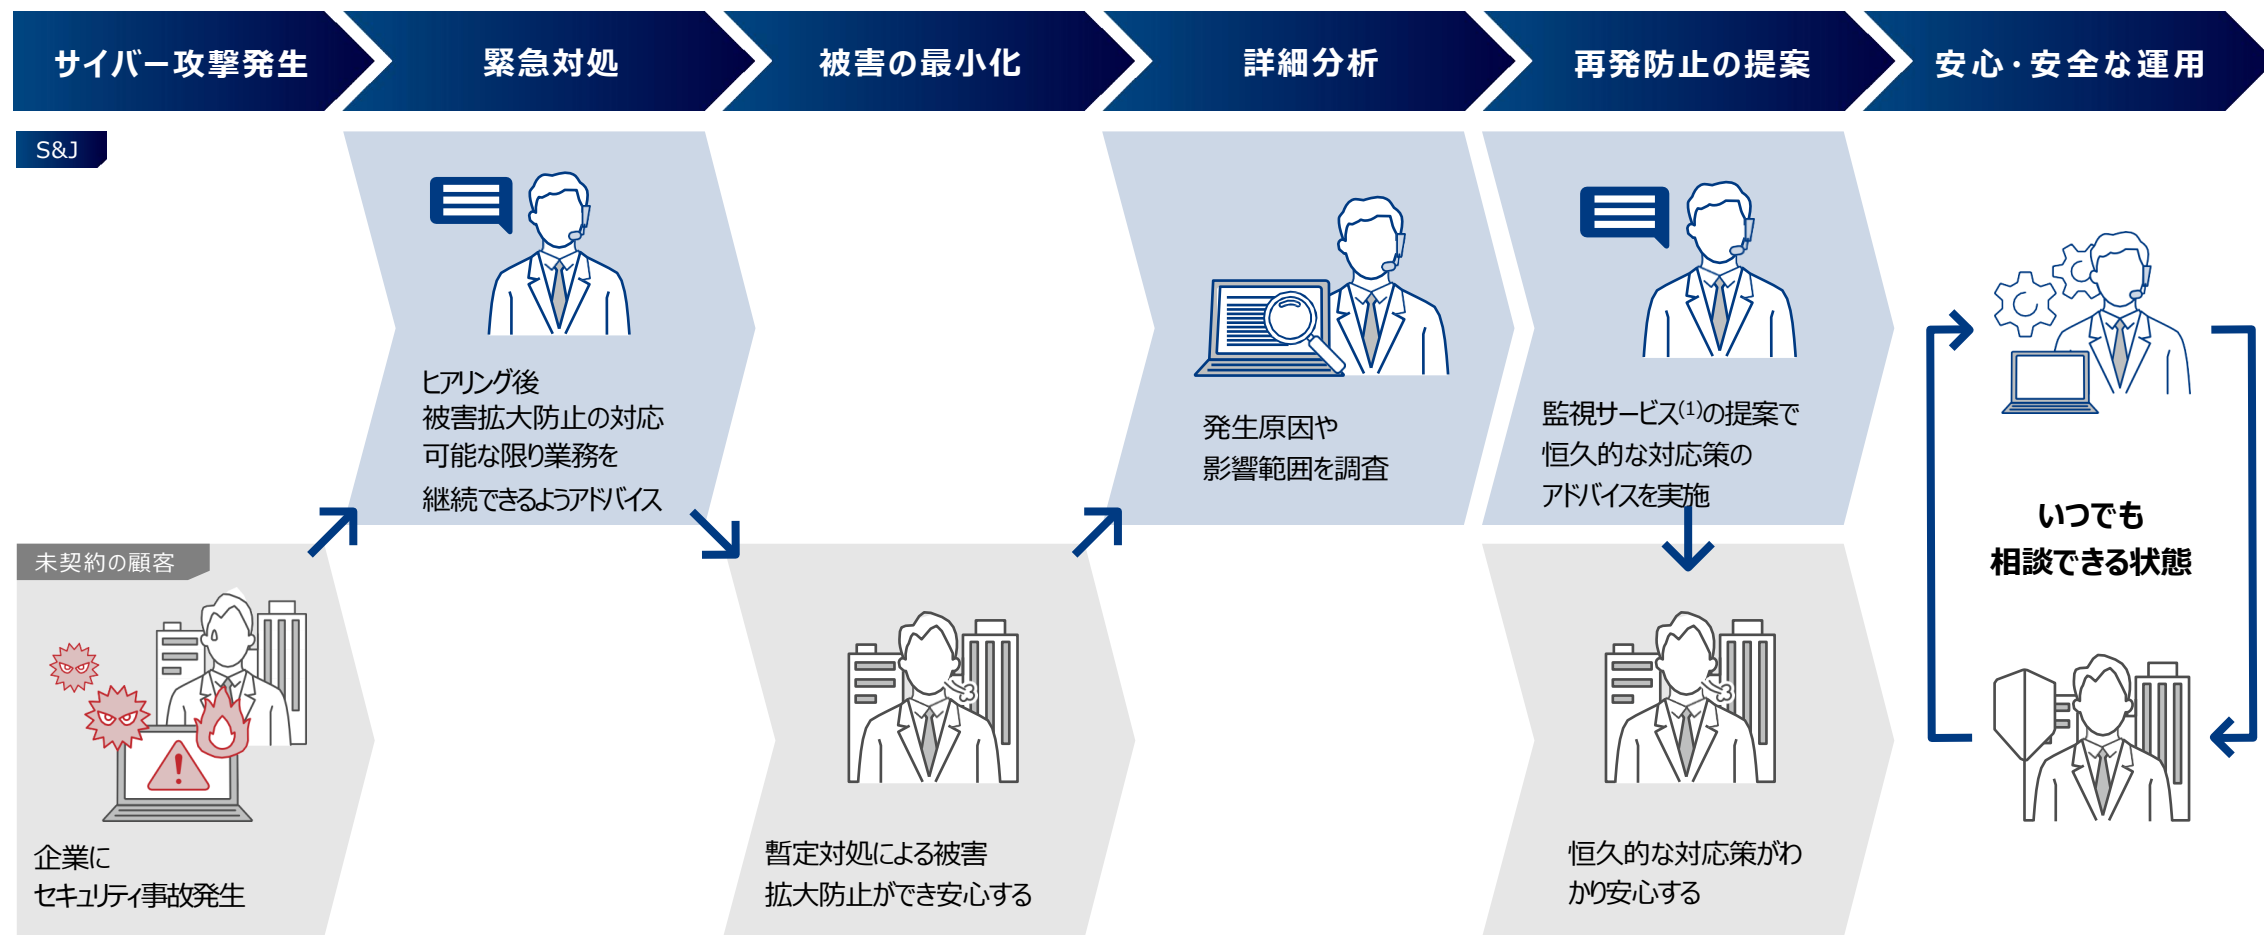 サイバー攻撃発生
緊急対処
被害の最小化
詳細分析
再発防止の提案
安心・安全な運用
S&J
ヒアリング後
被害拡大防止の対応
可能な限り業務を
継続できるようアドバイス
発生原因や
影響範囲を調査
監視サービス(1)の提案で
恒久的な対応策の
アドバイスを実施
いつでも
相談できる状態
未契約の顧客
企業に
セキュリティ事故発生
暫定対処による被害
拡大防止ができ安心する
恒久的な対応策がわ
かり安心する